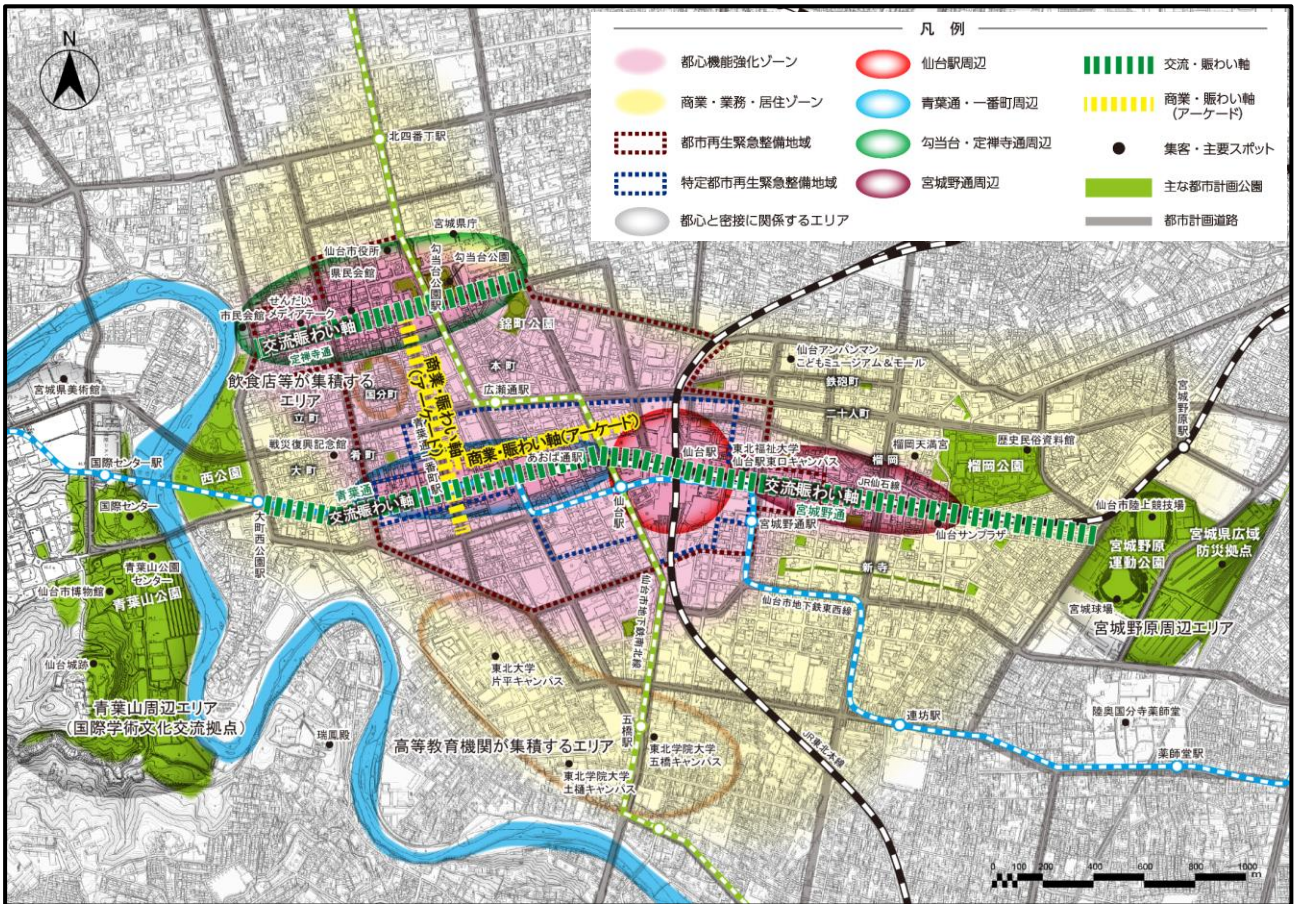 凡 例
都心機能強化ゾーン
商業・業務・居住ゾーン
都市再生緊急整備地域
特定都市再生緊急整備地域
都心と密接に関係するエリア
仙台駅周辺
青葉通・一番町周辺
勾当台・定禅寺通周辺
宮城野通周辺
交流・賑わい軸
商業・賑わい軸
(アーケード)
集客・主要スポット
主な都市計画公園
都市計画道路
N
北四番丁駅
宮城県庁
仙台市役所
勾当台公園
県民会館
勾当台公園駅
せんだい
メディアテーク
市民会館
交流賑わい軸
定禅寺通
錦町公園
飲食店等が集積する
エリア
国分町
本町
広瀬通駅
立町
商業・賑わい軸
(アーケード)
宮城県美術館
戦災復興記念館
肴町
大町
西公園
青葉通一番町駅
商業・賑わい軸(アーケード)
あおば通駅
仙台駅
仙台アンパンマン
こどもミュージアム&モール
鉄砲町
二十人町
宮城野原駅
東北福祉大学
仙台駅東口キャンパス
榴岡
榴岡天満宮
歴史民俗資料館
榴岡公園
JR仙石線
国際センター駅
国際センター
青葉通
交流賑わい軸
大町西公園駅
仙台駅
交流賑わい軸
宮城野通
宮城野通駅
仙台サンプラザ
仙台市陸上競技場
宮城野原
運動公園
宮城県広域
防災拠点
青葉山公園
センター
仙台市博物館
青葉山公園
新寺
宮城球場
宮城野原周辺エリア
仙台市地下鉄東西線
仙台市地下鉄南北線
仙台城跡
東北大学
片平キャンパス
青葉山周辺エリア
(国際学術文化交流拠点)
瑞鳳殿
高等教育機関が集積するエリア
五橋駅
東北学院大学
五橋キャンパス
東北学院大学
土樋キャンパス
JR東北本線
連坊駅
陸奥国分寺薬師堂
薬師堂駅
0 100 200 400 600 800 1000
m